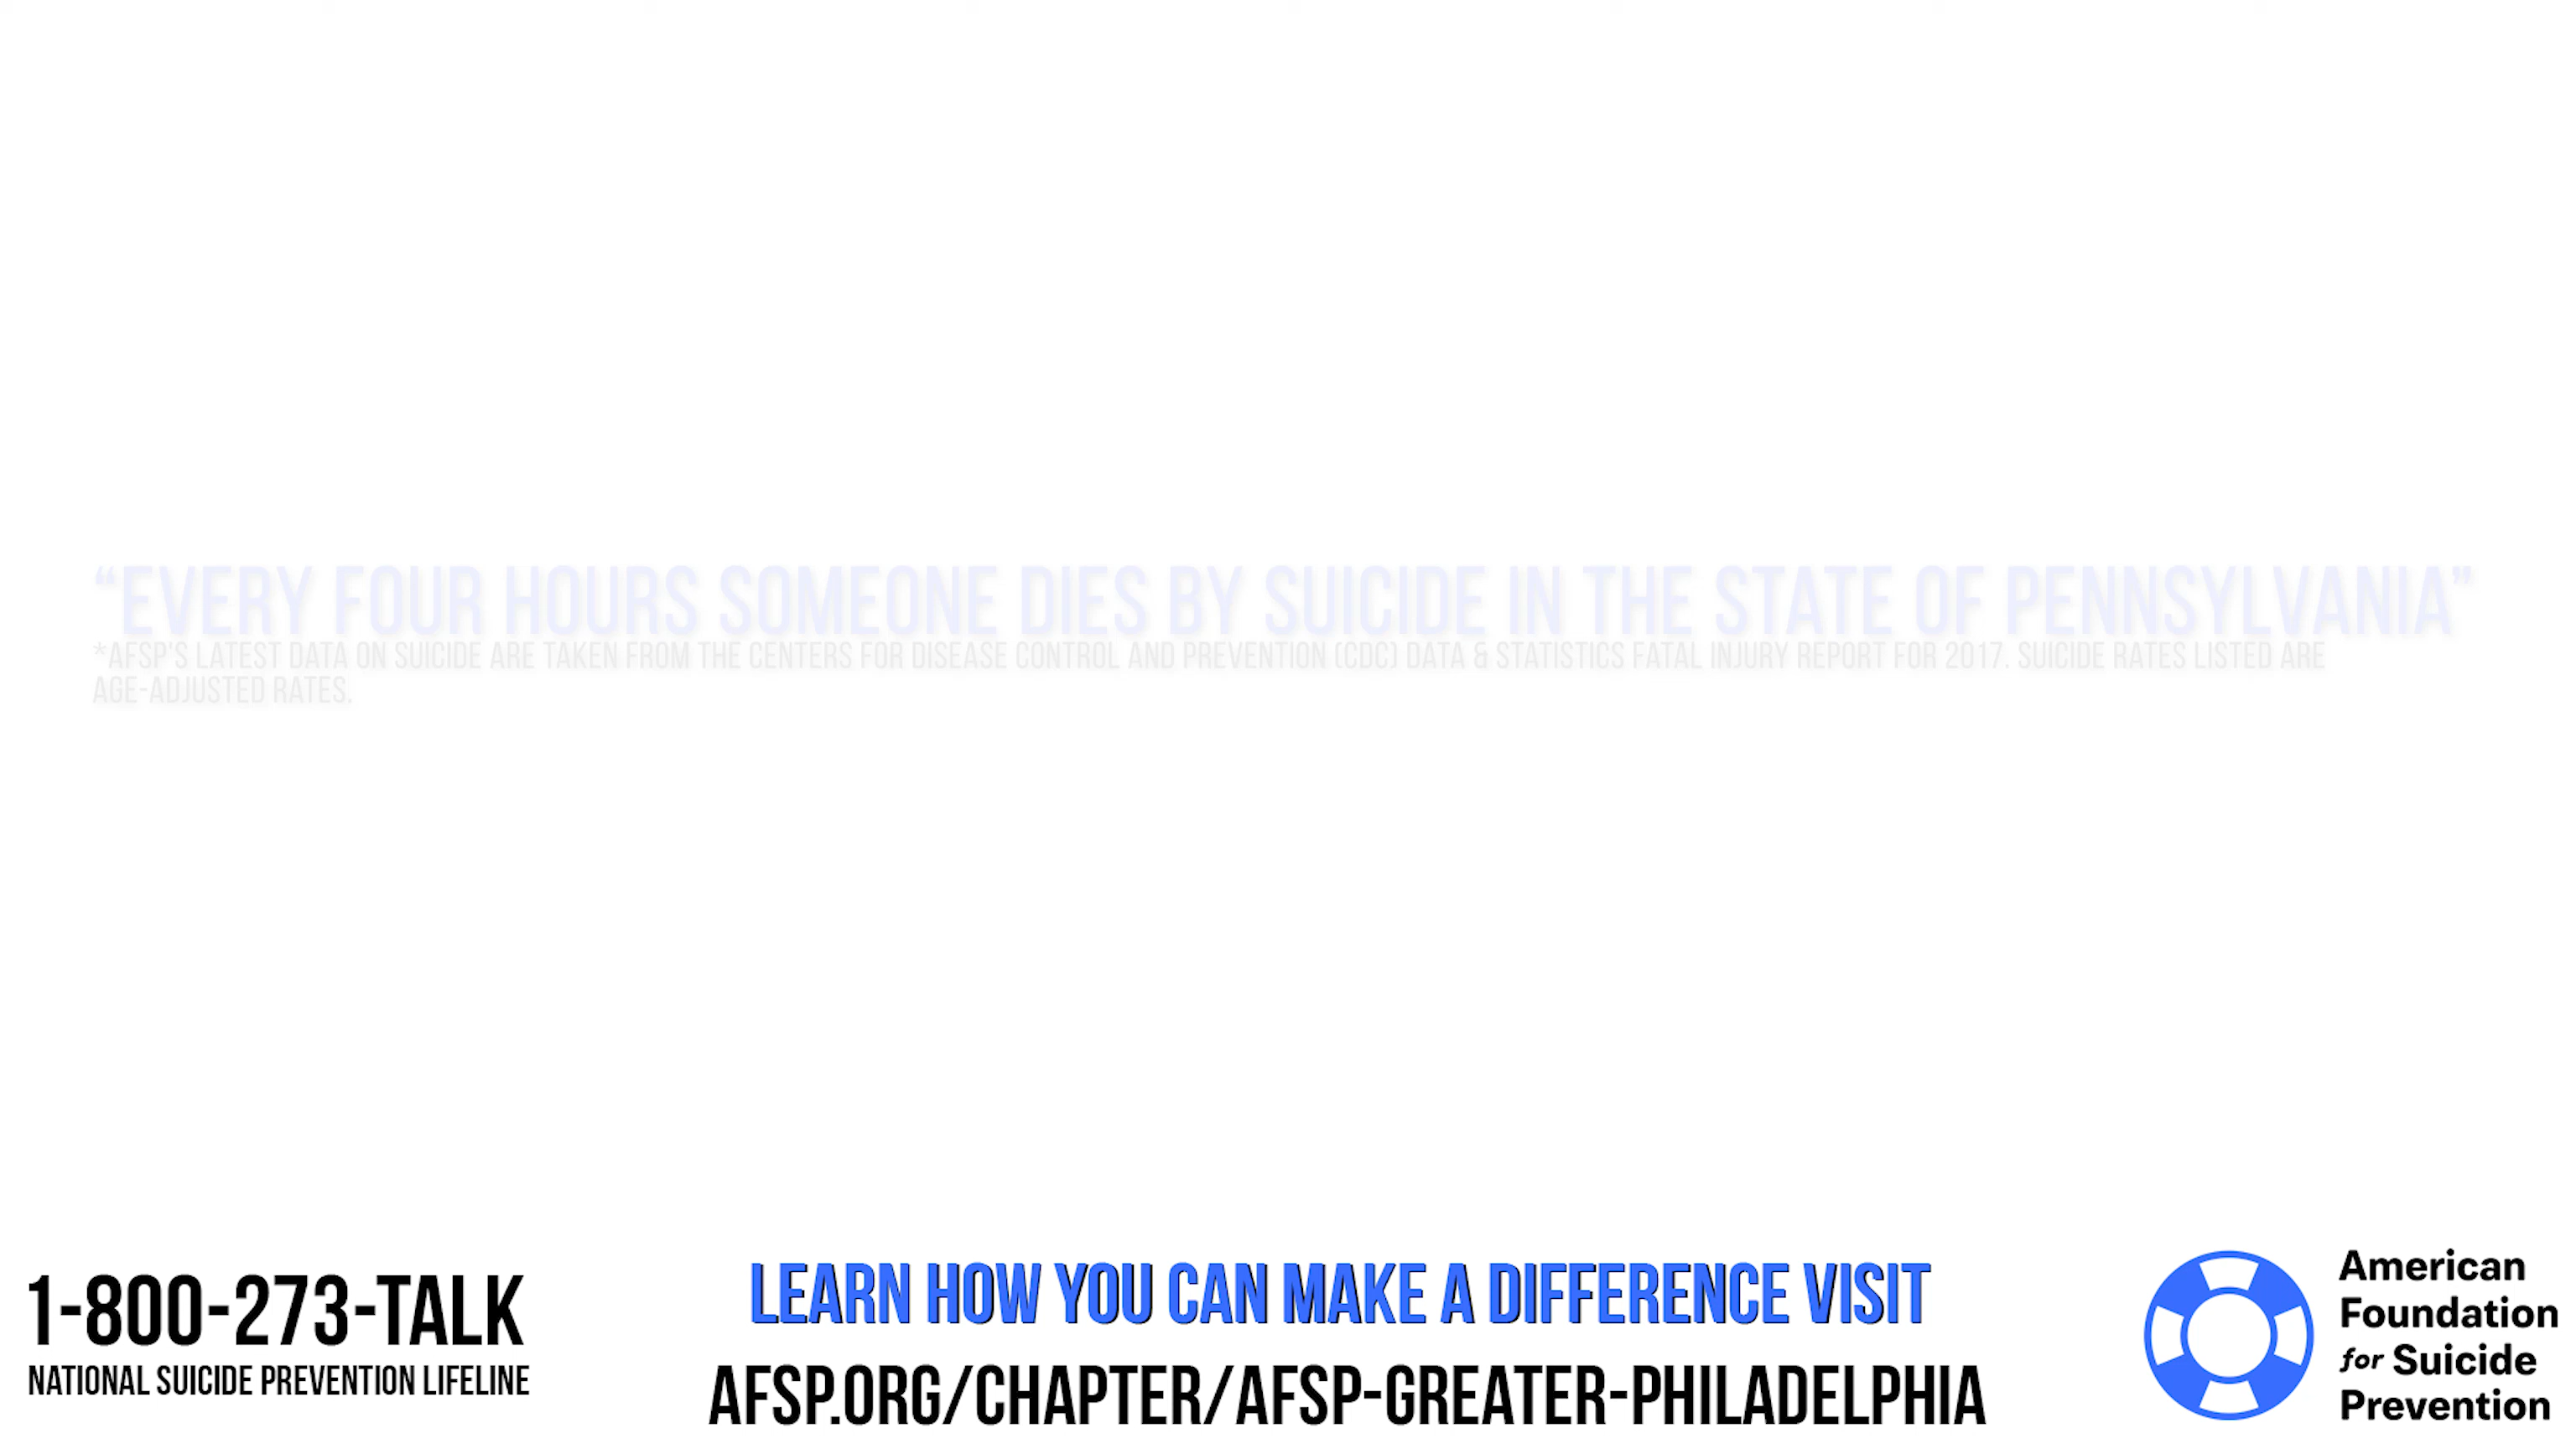 “EVERY FOUR HOURS SOMEONE DIES BY SUICIDE IN THE STATE OF PENNSYLVANIA”
*AFSP'S LATEST DATA ON SUICIDE ARE TAKEN FROM THE CENTERS FOR DISEASE CONTROL AND PREVENTION (CDC) DATA & STATISTICS FATAL INJURY REPORT FOR 2017. SUICIDE RATES LISTED ARE
AGE-ADJUSTED RATES.
1-800-273-TALK
NATIONAL SUICIDE PREVENTION LIFELINE
LEARN HOW YOU CAN MAKE A DIFFERENCE VISIT
AFSP.ORG/CHAPTER/AFSP-GREATER-PHILADELPHIA
American
Foundation
for Suicide
Prevention